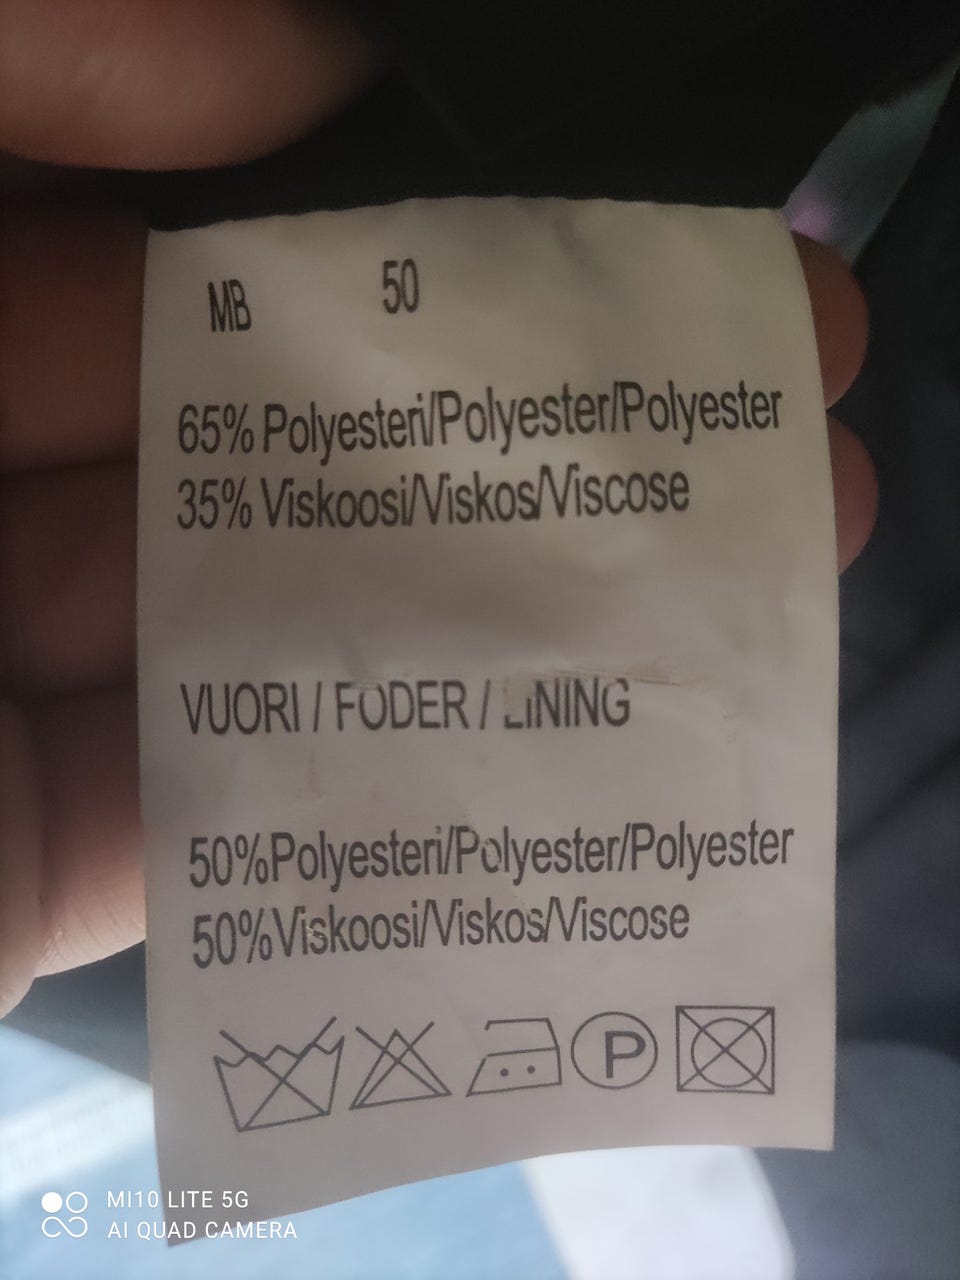 MB 50
65% Polyesteri/Polyester/Polyester
35% Viskoosi/Viskos/Viscose
VUORI / FODER / LINING
50%Polyesteri/Polyester/Polyester
50%Viskoosi/Viskos/Viscose
P
MI10 LITE 5G
AI QUAD CAMERA